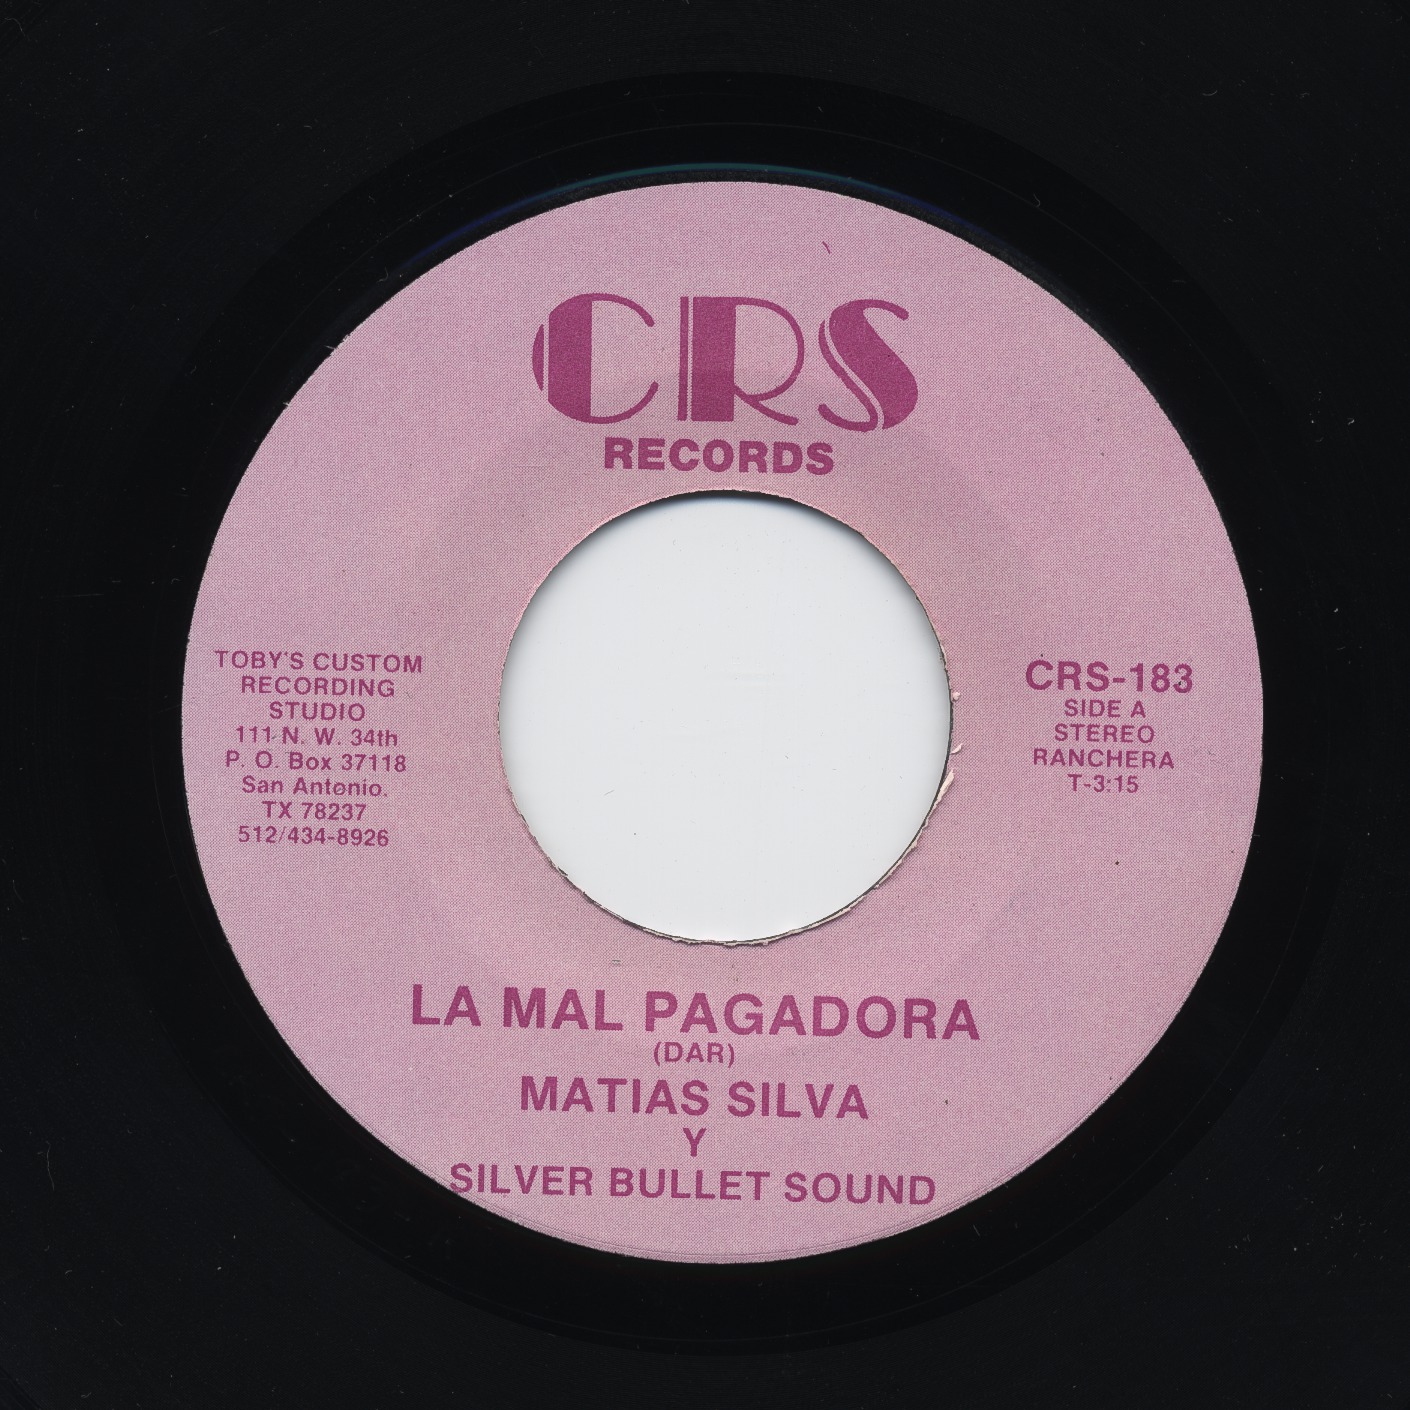 CRS
RECORDS
TOBY'S CUSTOM
RECORDING
STUDIO
111 N. W. 34th
P. O. Box 37118
San Antonio.
TX 78237
512/434-8926
CRS-183
SIDE A
STEREO
RANCHERA
T-3:15
LA MAL PAGADORA
(DAR)
MATIAS SILVA
Y
SILVER BULLET SOUND